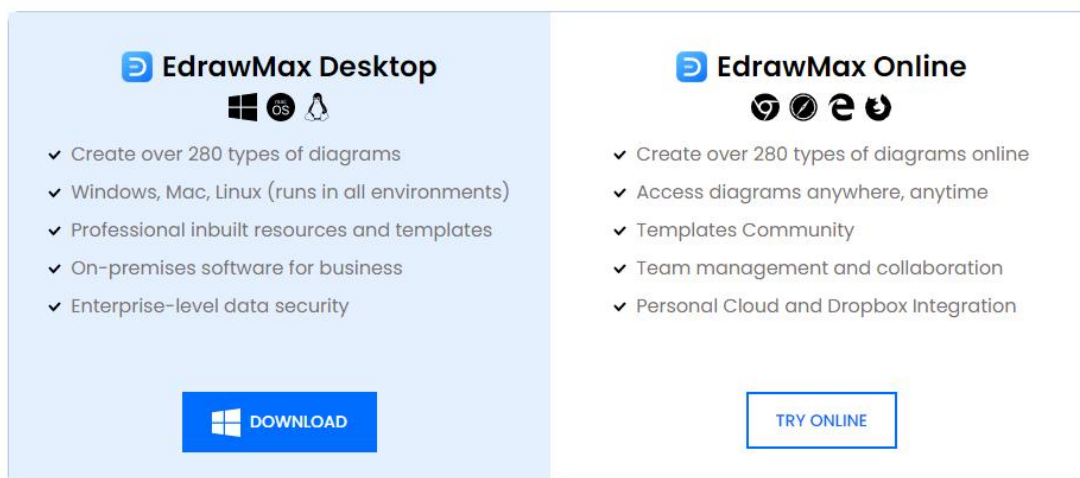 EdrawMax Desktop
mac
OS
Create over 280 types of diagrams
Windows, Mac, Linux (runs in all environments)
Professional inbuilt resources and templates
On-premises software for business
Enterprise-level data security
DOWNLOAD
EdrawMax Online
Create over 280 types of diagrams online
Access diagrams anywhere, anytime
Templates Community
Team management and collaboration
Personal Cloud and Dropbox Integration
TRY ONLINE